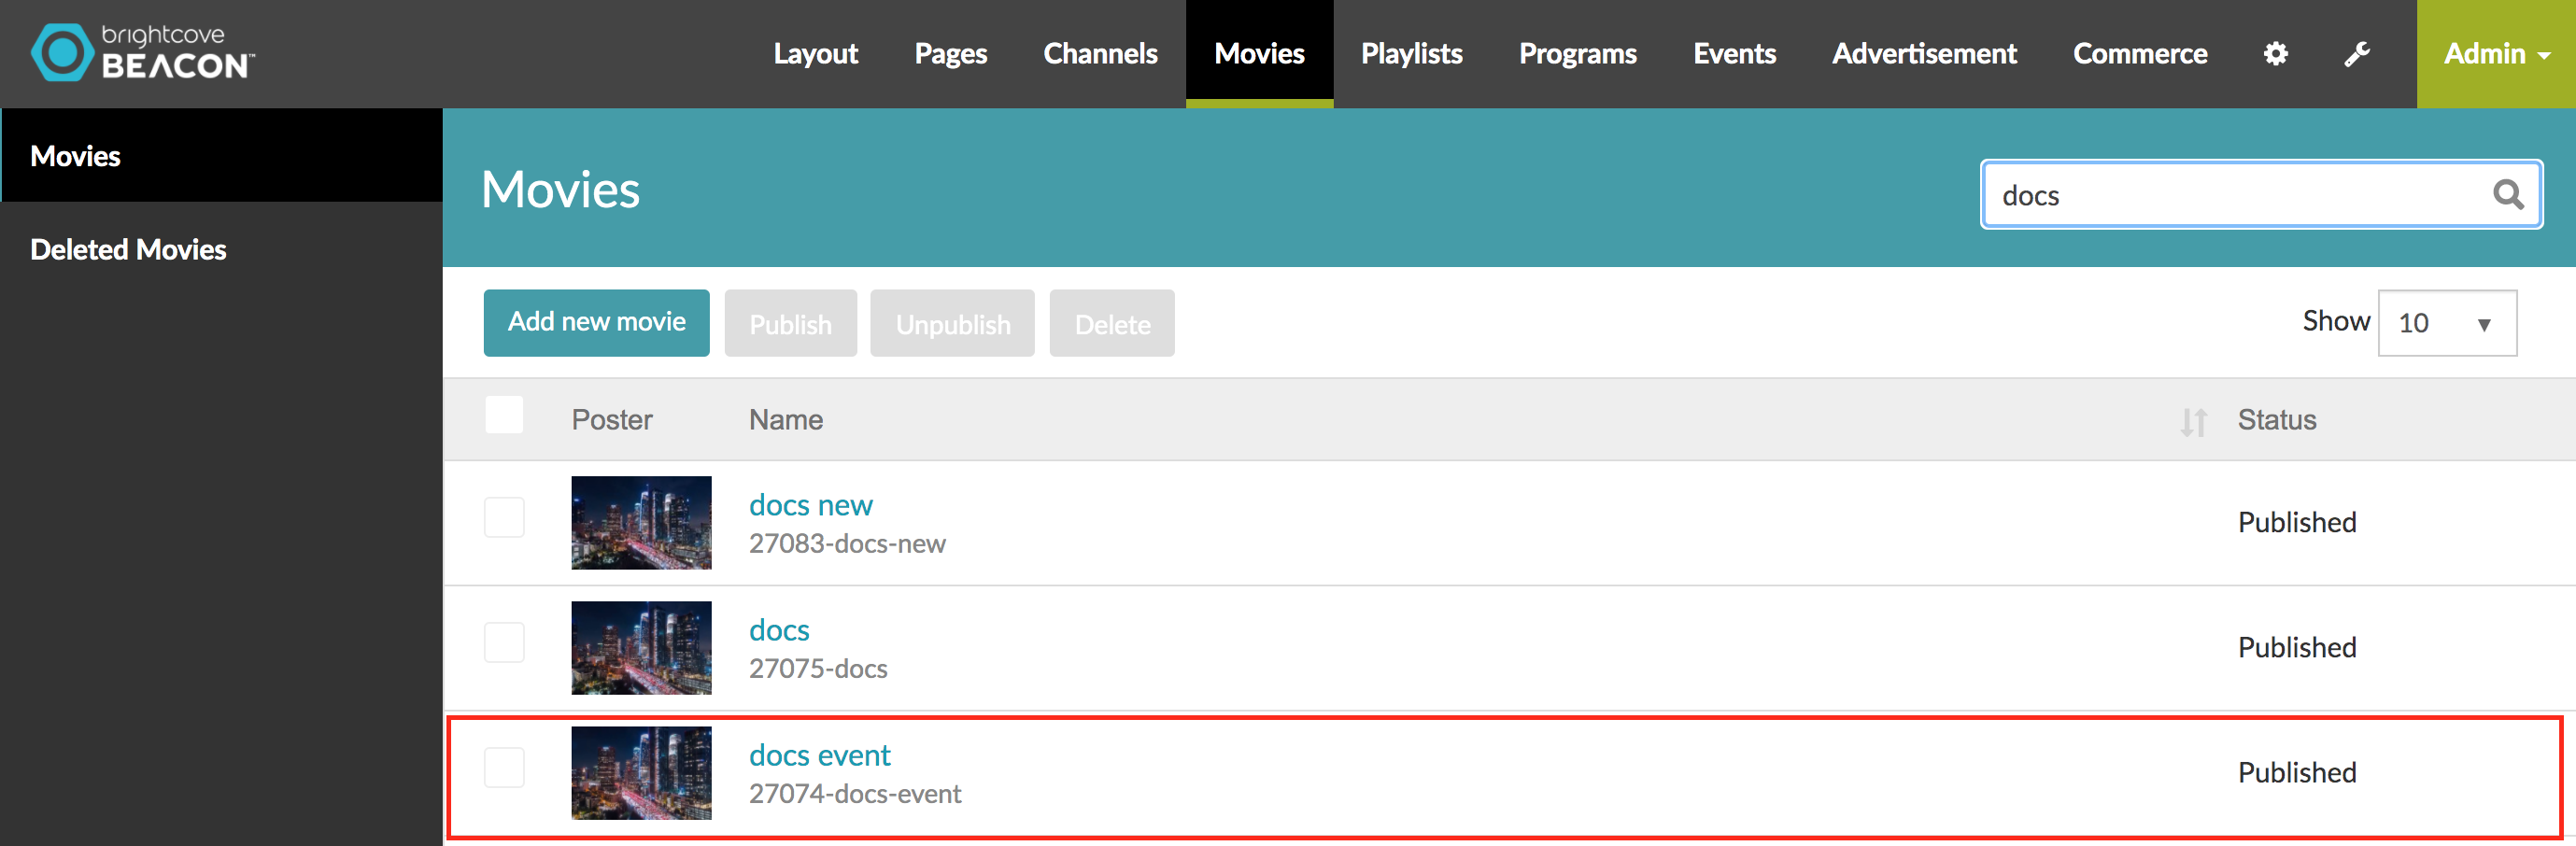 brightcove
BEACON™
Layout Pages Channels Movies Playlists Programs Events Advertisement Commerce Admin
Movies
Deleted Movies
Movies
docs
Add new movie Publish Unpublish Delete
Show 10
Poster Name Status
docs new
27083-docs-new
Published
docs
27075-docs
Published
docs event
27074-docs-event
Published